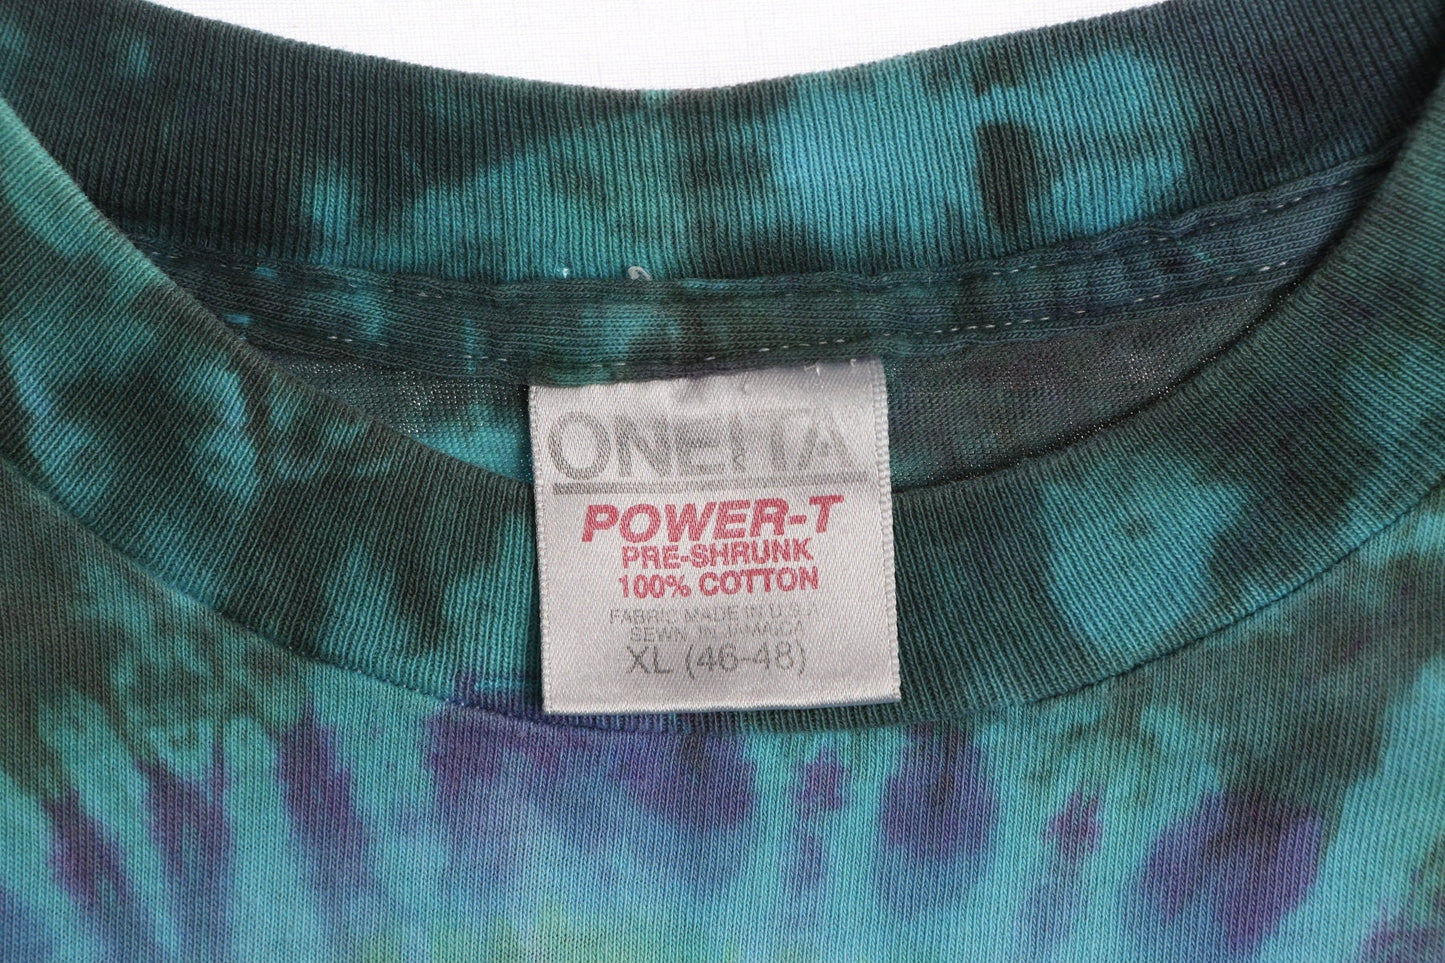 ONEITA
POWER-T
PRE-SHRUNK
100% COTTON
FABRIC MADE IN U.S.A
SEWN IN JAMAICA
XL (46-48)